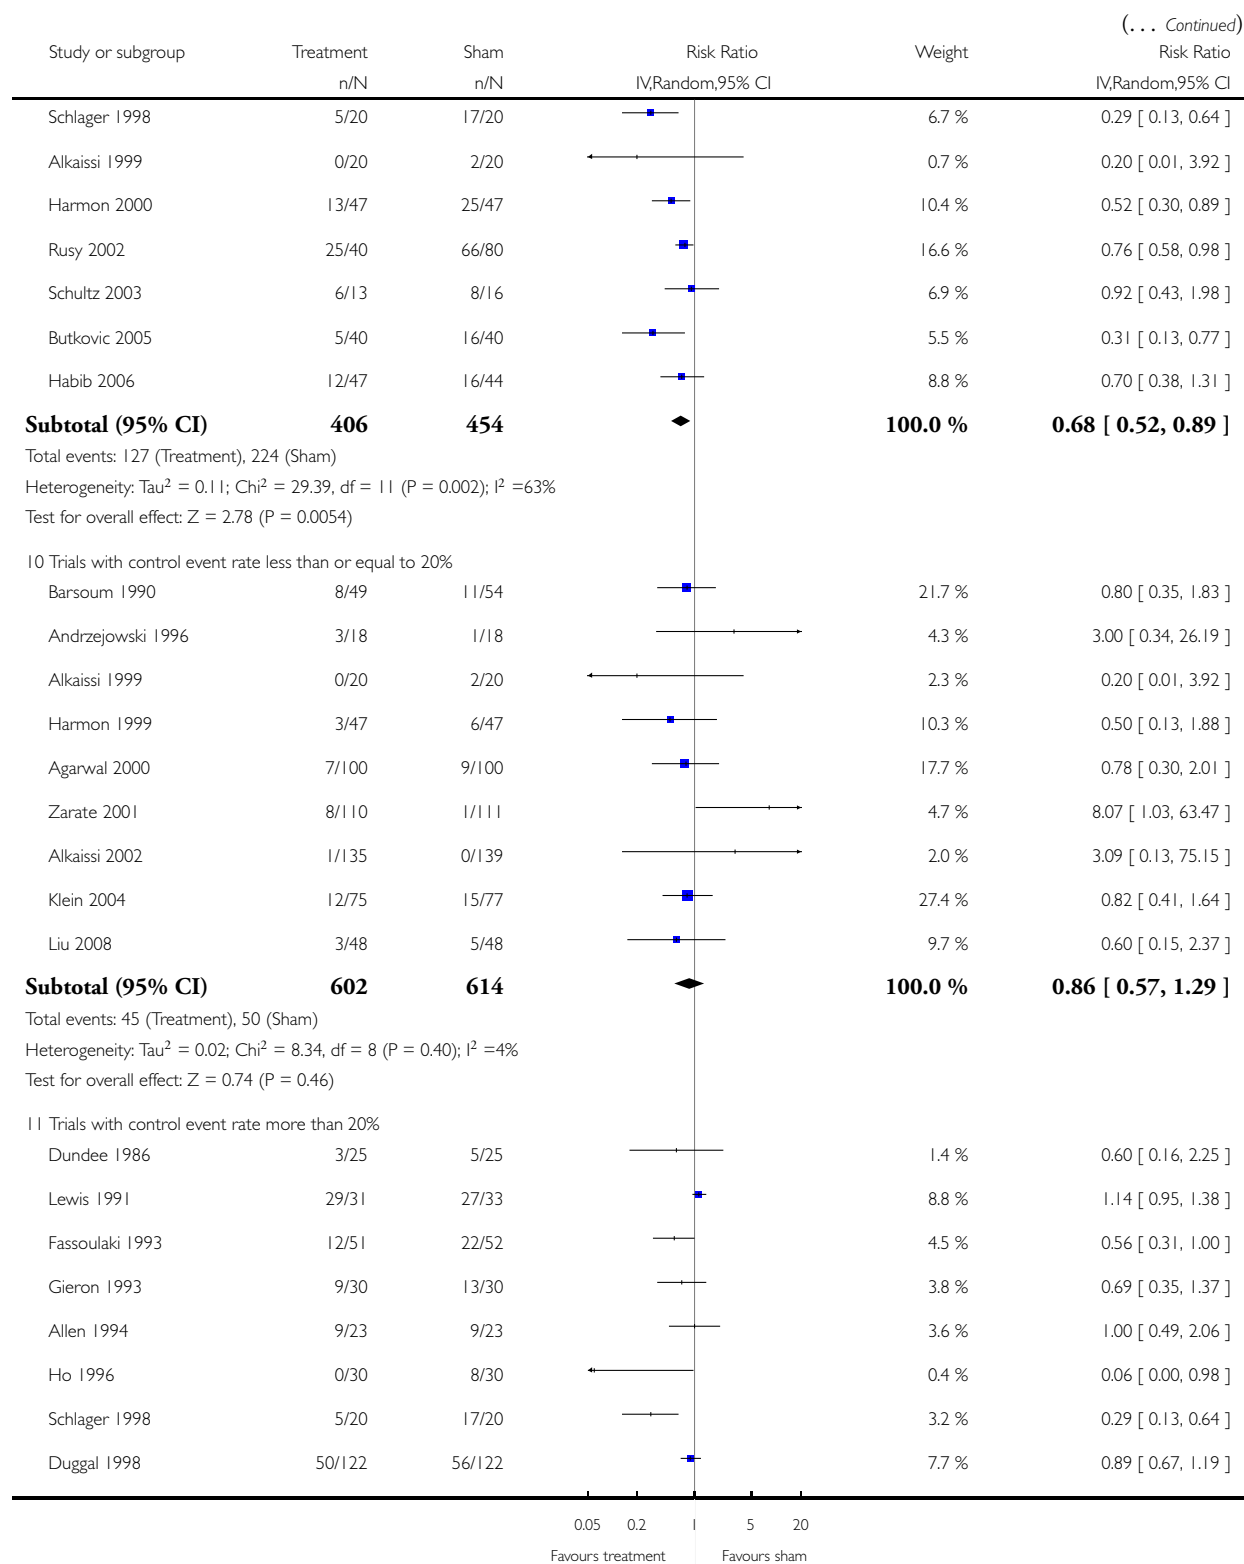 (... Continued)
Study or subgroup Treatment Sham Risk Ratio Weight Risk Ratio
n/N n/N IV,Random,95% CI IV,Random,95% CI
Schlager 1998 5/20 17/20 6.7 % 0.29 [ 0.13, 0.64 ]
Alkaissi 1999 0/20 2/20 0.7 % 0.20 [ 0.01, 3.92 ]
Harmon 2000 13/47 25/47 10.4 % 0.52 [ 0.30, 0.89 ]
Rusy 2002 25/40 66/80 16.6 % 0.76 [ 0.58, 0.98 ]
Schultz 2003 6/13 8/16 6.9 % 0.92 [ 0.43, 1.98 ]
Butkovic 2005 5/40 16/40 5.5 % 0.31 [ 0.13, 0.77 ]
Habib 2006 12/47 16/44 8.8 % 0.70 [ 0.38, 1.31 ]
Subtotal (95% CI) 406 454 100.0 % 0.68 [ 0.52, 0.89 ]
Total events: 127 (Treatment), 224 (Sham)
Heterogeneity: Tau² = 0.11; Chi² = 29.39, df = 11 (P = 0.002); I² =63%
Test for overall effect: Z = 2.78 (P = 0.0054)
10 Trials with control event rate less than or equal to 20%
Barsoum 1990 8/49 11/54 21.7 % 0.80 [ 0.35, 1.83 ]
Andrzejowski 1996 3/18 1/18 4.3 % 3.00 [ 0.34, 26.19 ]
Alkaissi 1999 0/20 2/20 2.3 % 0.20 [ 0.01, 3.92 ]
Harmon 1999 3/47 6/47 10.3 % 0.50 [ 0.13, 1.88 ]
Agarwal 2000 7/100 9/100 17.7 % 0.78 [ 0.30, 2.01 ]
Zarate 2001 8/110 1/111 4.7 % 8.07 [ 1.03, 63.47 ]
Alkaissi 2002 1/135 0/139 2.0 % 3.09 [ 0.13, 75.15 ]
Klein 2004 12/75 15/77 27.4 % 0.82 [ 0.41, 1.64 ]
Liu 2008 3/48 5/48 9.7 % 0.60 [ 0.15, 2.37 ]
Subtotal (95% CI) 602 614 100.0 % 0.86 [ 0.57, 1.29 ]
Total events: 45 (Treatment), 50 (Sham)
Heterogeneity: Tau² = 0.02; Chi² = 8.34, df = 8 (P = 0.40); I² =4%
Test for overall effect: Z = 0.74 (P = 0.46)
11 Trials with control event rate more than 20%
Dundee 1986 3/25 5/25 1.4 % 0.60 [ 0.16, 2.25 ]
Lewis 1991 29/31 27/33 8.8 % 1.14 [ 0.95, 1.38 ]
Fassoulaki 1993 12/51 22/52 4.5 % 0.56 [ 0.31, 1.00 ]
Gieron 1993 9/30 13/30 3.8 % 0.69 [ 0.35, 1.37 ]
Allen 1994 9/23 9/23 3.6 % 1.00 [ 0.49, 2.06 ]
Ho 1996 0/30 8/30 0.4 % 0.06 [ 0.00, 0.98 ]
Schlager 1998 5/20 17/20 3.2 % 0.29 [ 0.13, 0.64 ]
Duggal 1998 50/122 56/122 7.7 % 0.89 [ 0.67, 1.19 ]
0.05 0.2 1 5 20
Favours treatment Favours sham